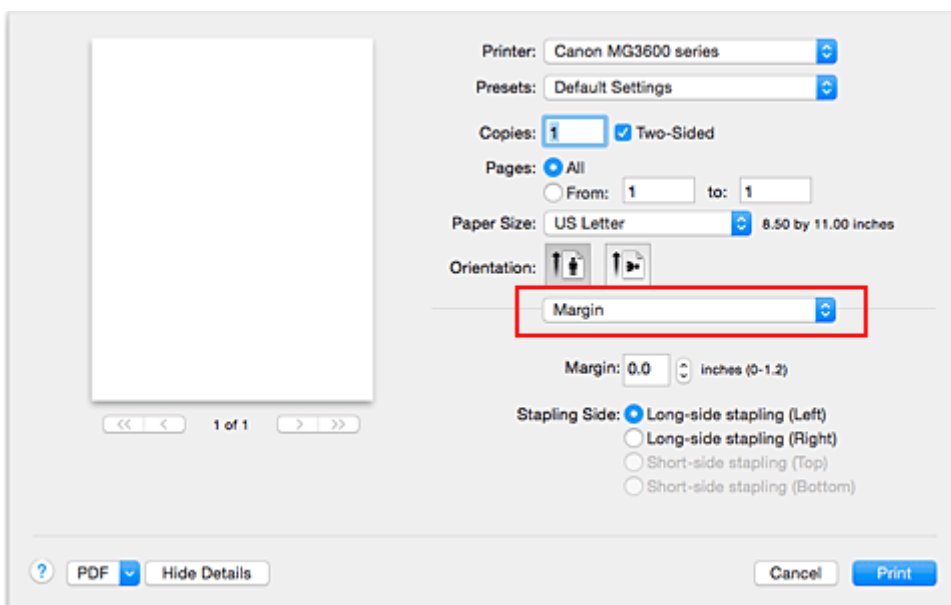 Printer: Canon MG3600 series
Presets: Default Settings
Copies: 1 Two-Sided
Pages: All
From: 1 to: 1
Paper Size: US Letter 8.50 by 11.00 inches
Orientation:
Margin
Margin: 0.0 inches (0-1.2)
1 of 1
Stapling Side: Long-side stapling (Left)
Long-side stapling (Right)
Short-side stapling (Top)
Short-side stapling (Bottom)
? PDF Hide Details Cancel Print